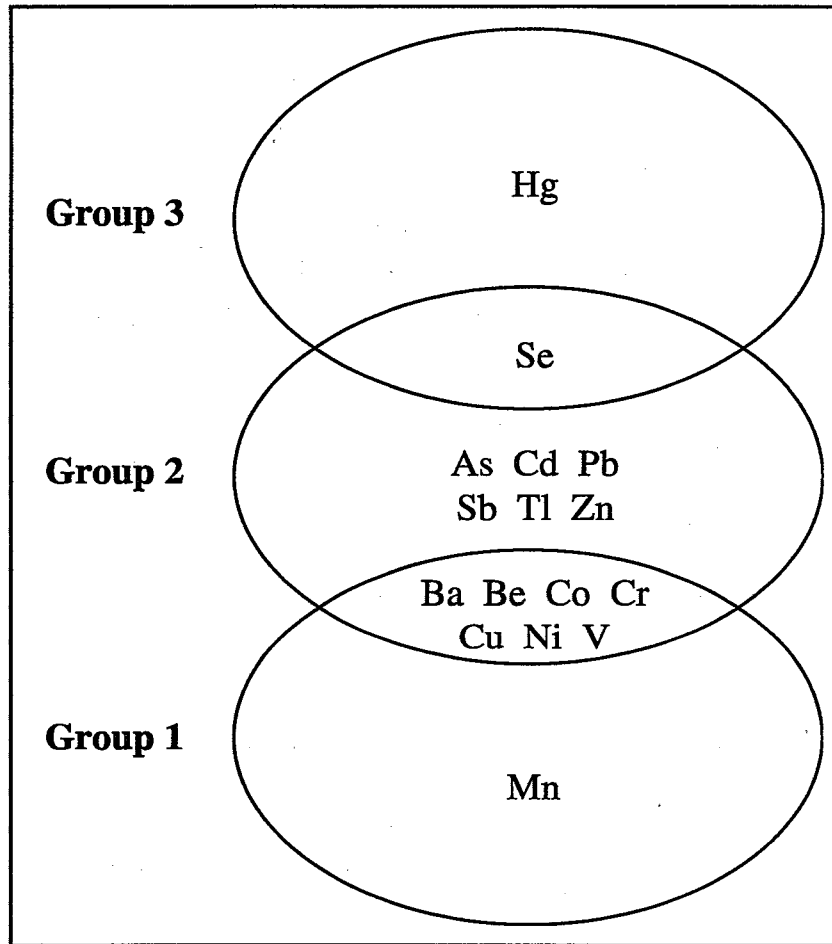 Hg
Group 3
Se
Group 2
As Cd Pb
Sb Tl Zn
Ba Be Co Cr
Cu Ni V
Group 1
Mn